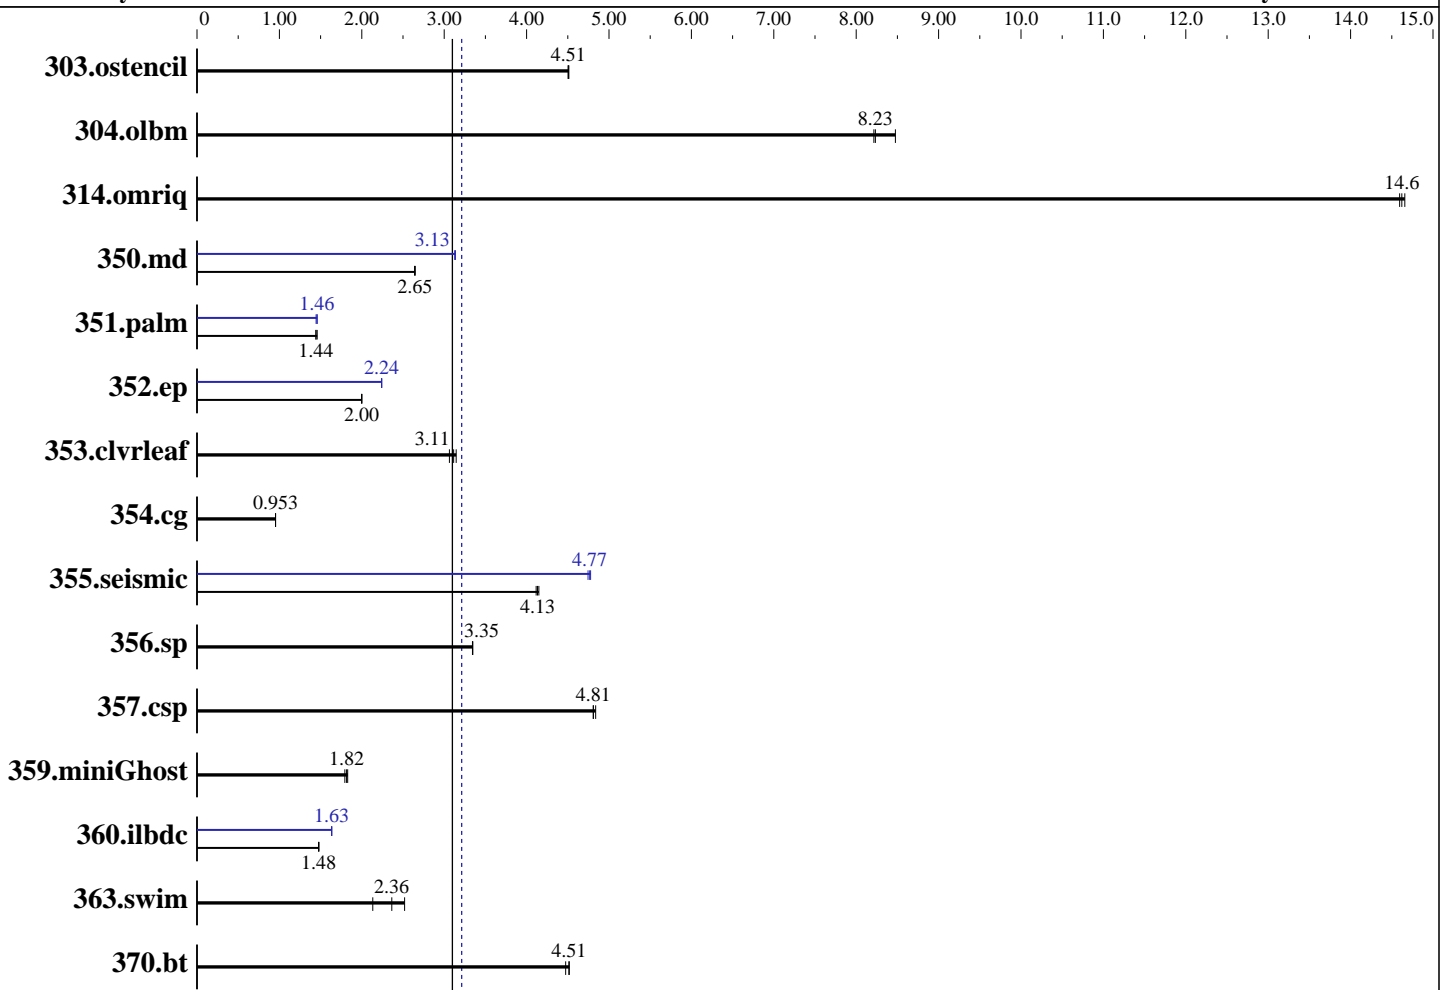 0 1.00 2.00 3.00 4.00 5.00 6.00 7.00 8.00 9.00 10.0 11.0 12.0 13.0 14.0 15.0
303.ostencil 4.51
304.olbm 8.23
314.omriq 14.6
350.md 3.13
2.65
351.palm 1.46
1.44
352.ep 2.24
2.00
353.clvrleaf 3.11
354.cg 0.953
355.seismic 4.77
4.13
356.sp 3.35
357.csp 4.81
359.miniGhost 1.82
360.ilbdc 1.63
1.48
363.swim 2.36
370.bt 4.51